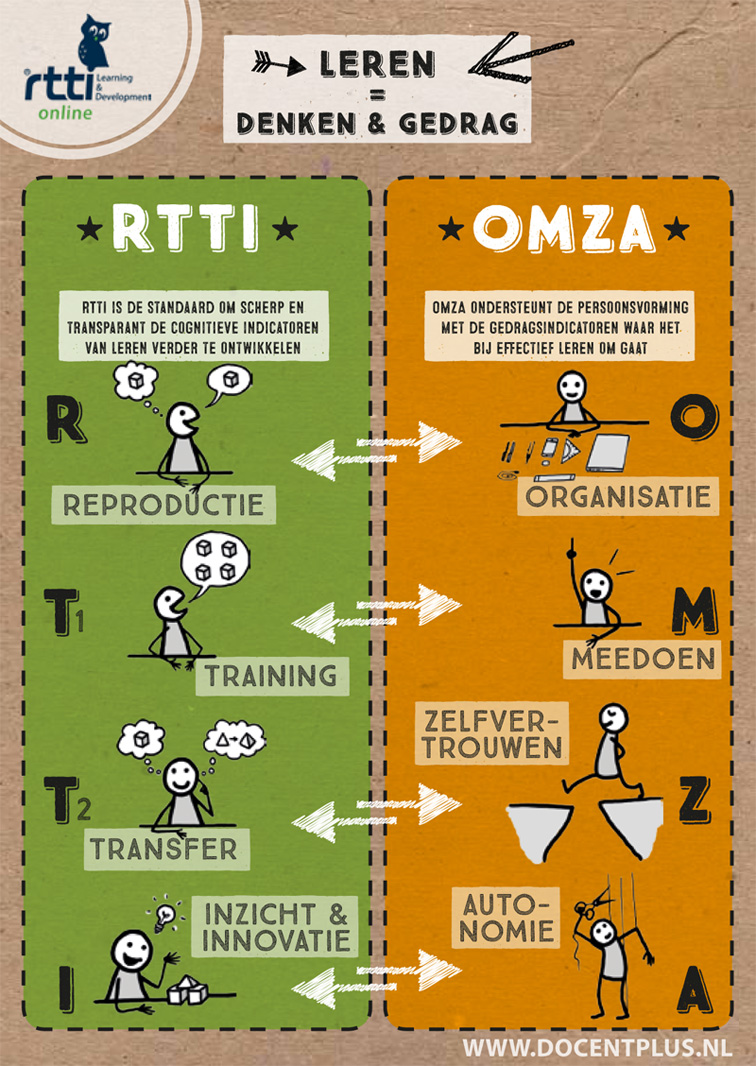 ®rtti Learning
&
Development
online
LEREN
=
DENKEN & GEDRAG
RTTI
RTTI IS DE STANDAARD OM SCHERP EN
TRANSPARANT DE COGNITIEVE INDICATOREN
VAN LEREN VERDER TE ONTWIKKELEN
R
REPRODUCTIE
T1
TRAINING
T2
TRANSFER
INZICHT &
INNOVATIE
I
OMZA
OMZA ONDERSTEUNT DE PERSOONSVORMING
MET DE GEDRAGSINDICATOREN WAAR HET
BIJ EFFECTIEF LEREN OM GAAT
O
ORGANISATIE
M
MEEDOEN
ZELFVER-
TROUWEN
Z
AUTO-
NOMIE
A
WWW.DOCENTPLUS.NL